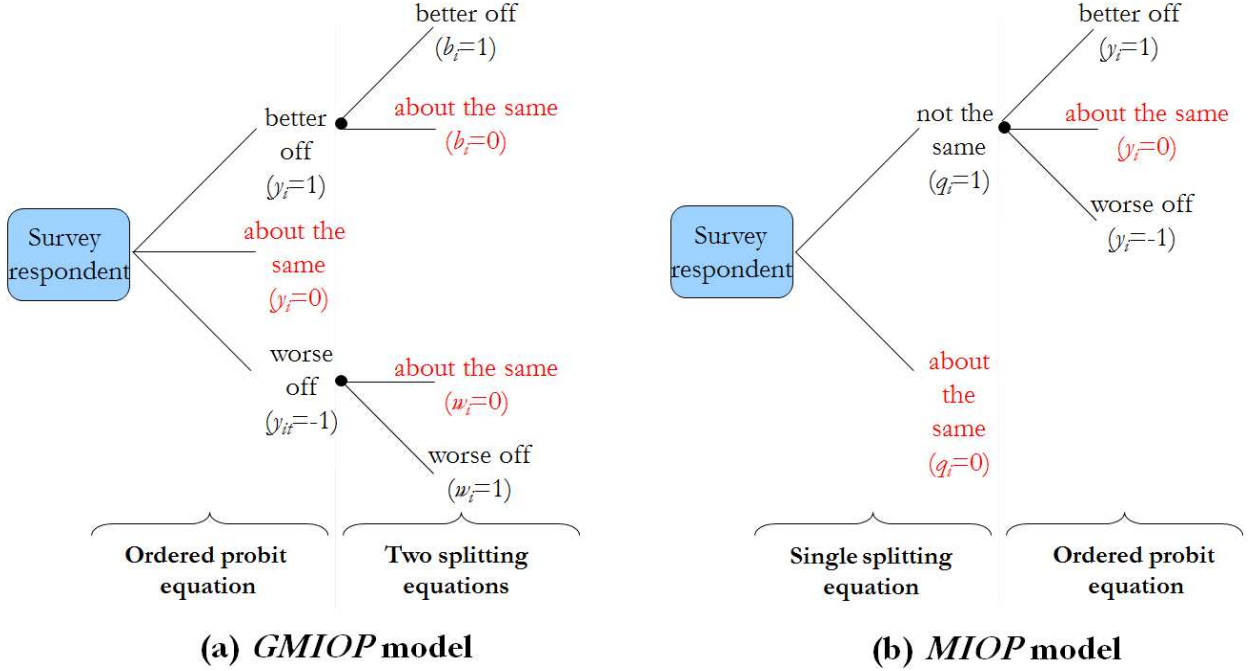 better off
(b_i=1)
about the same
(b_i=0)
better
off
(y_i=1)
Survey
respondent
about the
same
(y_i=0)
worse
off
(y_it=-1)
about the same
(w_i=0)
worse off
(w_i=1)
Ordered probit
equation
Two splitting
equations
(a) GMIOP model
better off
(y_i=1)
not the
same
(q_i=1)
about the same
(y_i=0)
worse off
(y_i=-1)
Survey
respondent
about
the
same
(q_i=0)
Single splitting
equation
Ordered probit
equation
(b) MIOP model